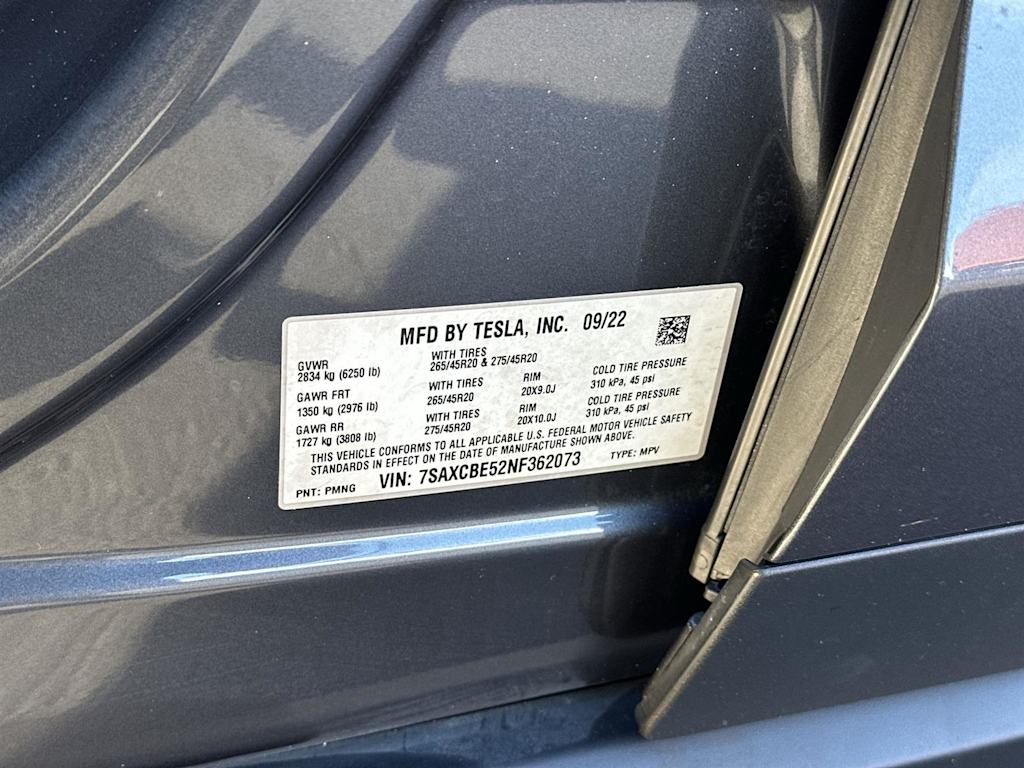 MFD BY TESLA, INC. 09/22
GVWR
2834 kg (6250 lb)
WITH TIRES
265/45R20 & 275/45R20
GAWR FRT
1350 kg (2976 lb)
WITH TIRES
265/45R20
RIM
20X9.0J
COLD TIRE PRESSURE
310 kPa, 45 psi
GAWR RR
1727 kg (3808 lb)
WITH TIRES
275/45R20
RIM
20X10.0J
COLD TIRE PRESSURE
310 kPa, 45 psi
THIS VEHICLE CONFORMS TO ALL APPLICABLE U.S. FEDERAL MOTOR VEHICLE SAFETY
STANDARDS IN EFFECT ON THE DATE OF MANUFACTURE SHOWN ABOVE.
PNT: PMNG VIN: 7SAXCBE52NF362073 TYPE: MPV